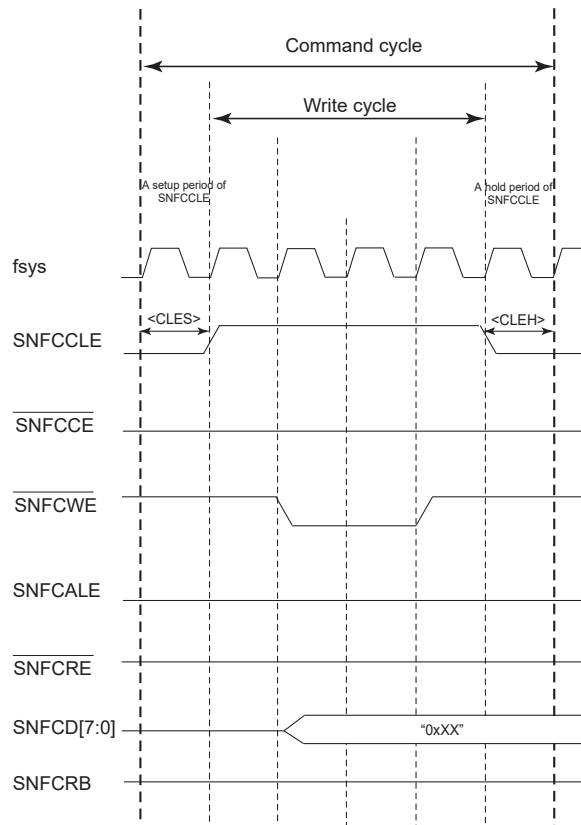 Command cycle
Write cycle
A setup period of
SNFCCLE
A hold period of
SNFCCLE
fsys
<CLES>
<CLEH>
SNFCCLE
SNFCCE
SNFCWE
SNFCALE
SNFCRE
SNFCD[7:0]
“0xXX”
SNFCRB